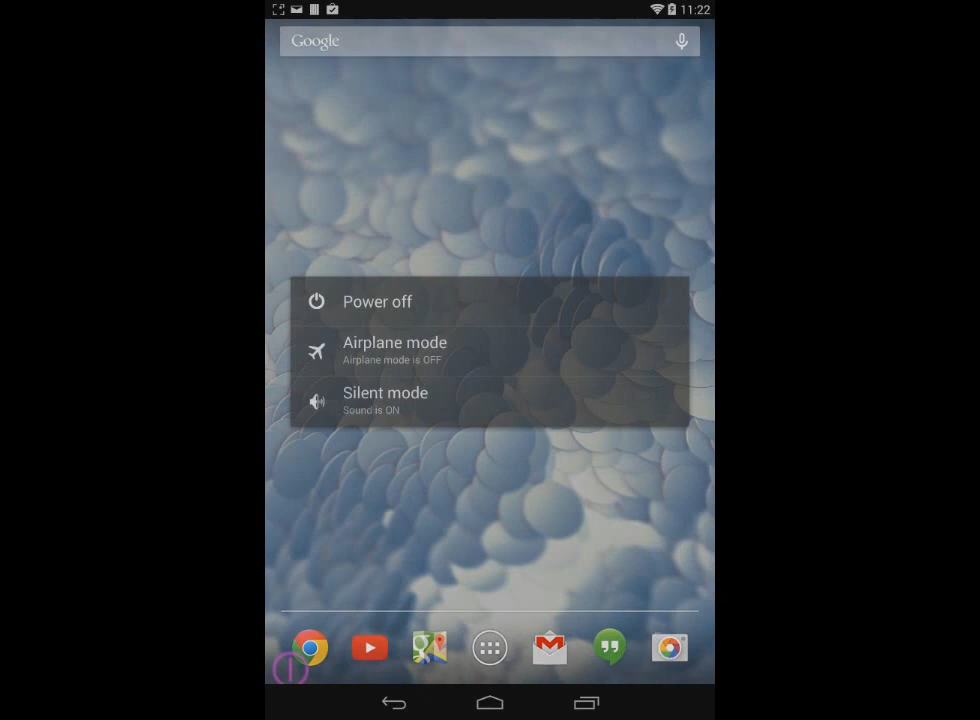 11:22
Google
Power off
Airplane mode
Airplane mode is OFF
Silent mode
Sound is ON